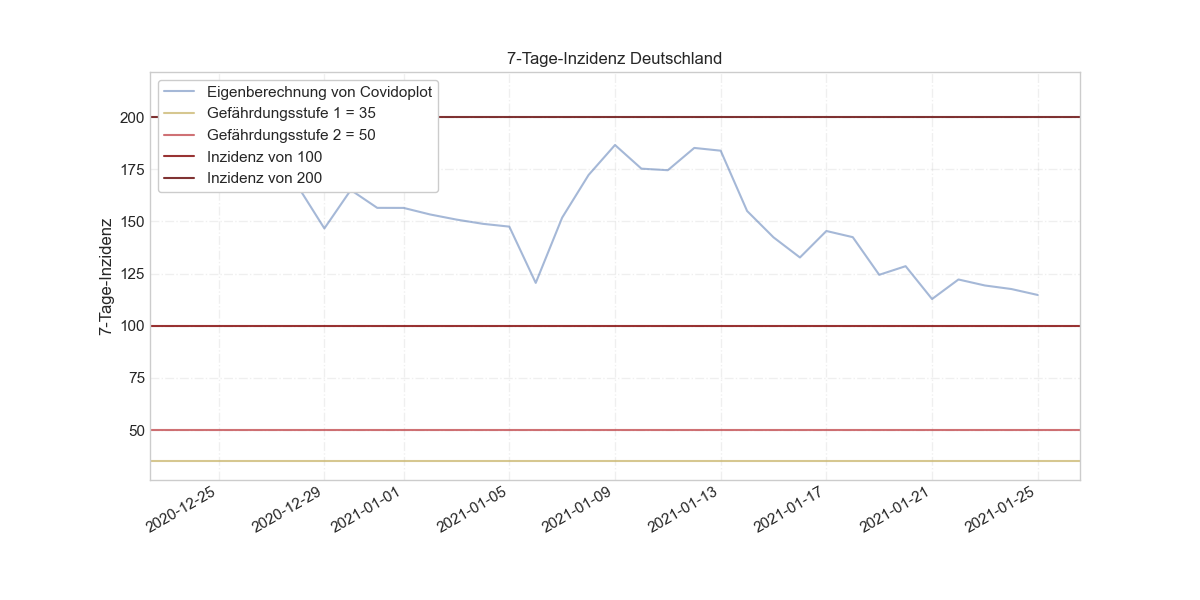 7-Tage-Inzidenz Deutschland
Eigenberechnung von Covidoplot
Gefährdungsstufe 1 = 35
Gefährdungsstufe 2 = 50
Inzidenz von 100
Inzidenz von 200
7-Tage-Inzidenz
200
175
150
125
100
75
50
2020-12-25
2020-12-29
2021-01-01
2021-01-05
2021-01-09
2021-01-13
2021-01-17
2021-01-21
2021-01-25